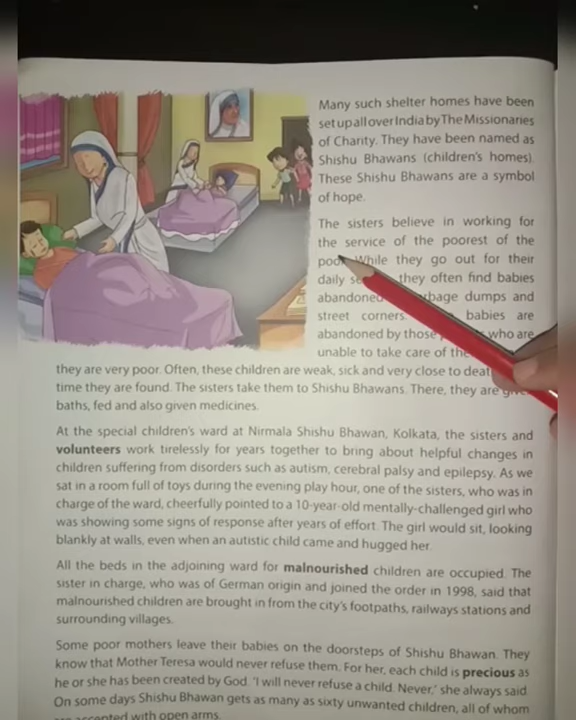 Many such shelter homes have been
set up all over India by The Missionaries
of Charity. They have been named as
Shishu Bhawans (children's homes).
These Shishu Bhawans are a symbol
of hope.
The sisters believe in working for
the service of the poorest of the
poor. While they go out for their
daily they often find babies
abandoned dumps and
street corners. babies are
abandoned by those who are
unable to take care of
they are very poor. Often, these children are weak, sick and very close to
time they are found. The sisters take them to Shishu Bhawans. There, they are
baths, fed and also given medicines.
At the special children's ward at Nirmala Shishu Bhawan, Kolkata, the sisters and
volunteers work tirelessly for years together to bring about helpful changes in
children suffering from disorders such as autism, cerebral palsy and epilepsy. As we
sat in a room full of toys during the evening play hour, one of the sisters, who was in
charge of the ward, cheerfully pointed to a 10-year-old mentally-challenged girl who
was showing some signs of response after years of effort. The girl would sit, looking
blankly at walls, even when an autistic child came and hugged her.
All the beds in the adjoining ward for malnourished children are occupied. The
sister in charge, who was of German origin and joined the order in 1998, said that
malnourished children are brought in from the city's footpaths, railways stations and
surrounding villages.
Some poor mothers leave their babies on the doorsteps of Shishu Bhawan. They
know that Mother Teresa would never refuse them. For her, each child is precious as
he or she has been created by God. 'I will never refuse a child. Never,' she always said.
On some days Shishu Bhawan gets as many as sixty unwanted children, all of whom
are accepted with open arms.